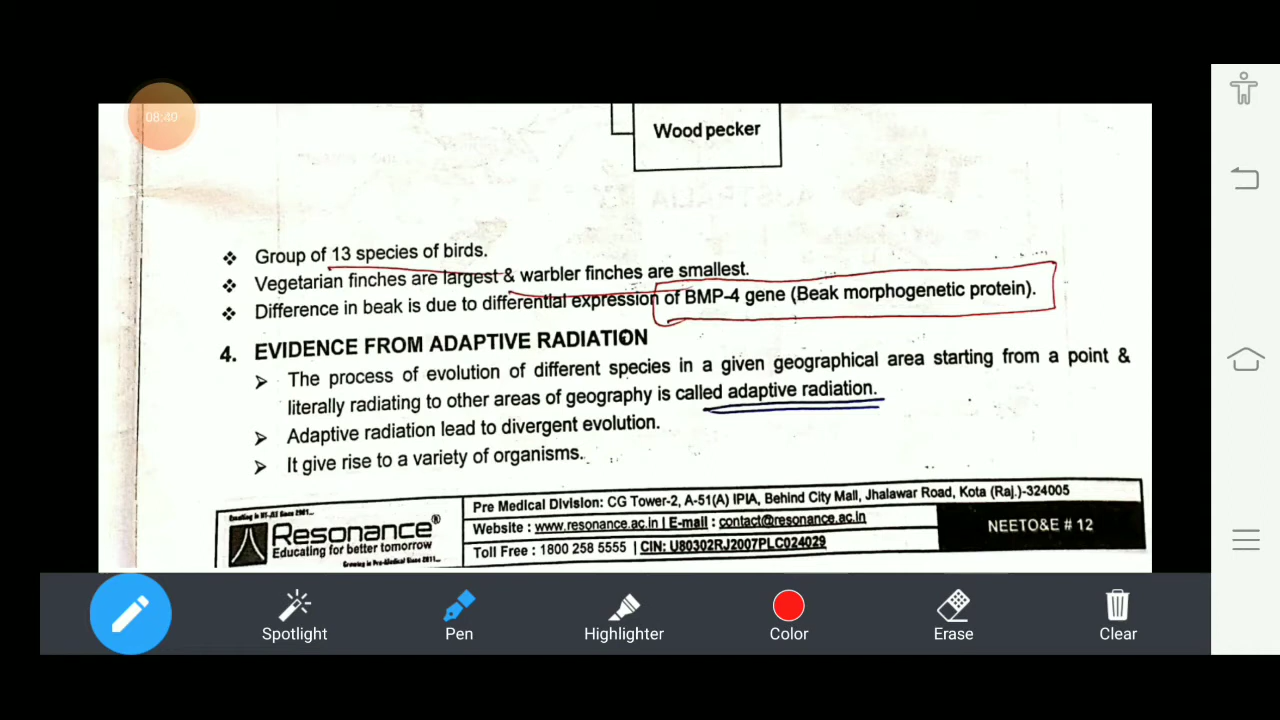 08:40
Wood pecker
❖ Group of 13 species of birds.
❖ Vegetarian finches are largest & warbler finches are smallest.
❖ Difference in beak is due to differential expression of BMP-4 gene (Beak morphogenetic protein).
4. EVIDENCE FROM ADAPTIVE RADIATION
➢ The process of evolution of different species in a given geographical area starting from a point &
literally radiating to other areas of geography is called adaptive radiation.
➢ Adaptive radiation lead to divergent evolution.
➢ It give rise to a variety of organisms.
Resonance®
Educating for better tomorrow
Pre Medical Division: CG Tower-2, A-51(A) IPIA, Behind City Mall, Jhalawar Road, Kota (Raj.)-324005
Website : www.resonance.ac.in | E-mail : contact@resonance.ac.in
Toll Free : 1800 258 5555 | CIN: U80302RJ2007PLC024029
NEETO&E # 12
Spotlight
Pen
Highlighter
Color
Erase
Clear